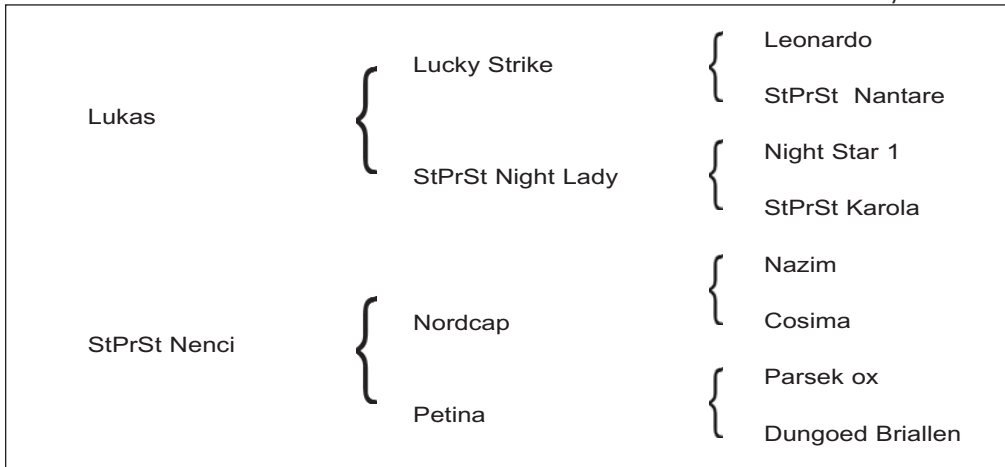 Leonardo
Lucky Strike
StPrSt Nantare
Lukas
Night Star 1
StPrSt Night Lady
StPrSt Karola
Nazim
Nordcap
Cosima
StPrSt Nenci
Parsek ox
Petina
Dungoed Briallen